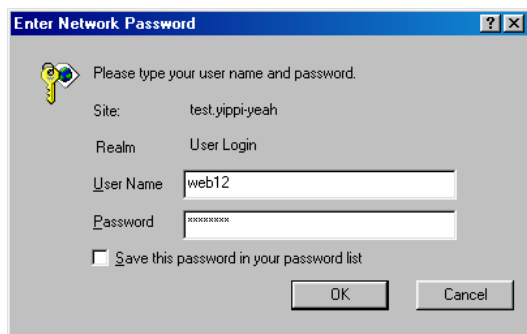 Enter Network Password
Please type your user name and password.
Site: test.yippi-yeah
Realm User Login
User Name web12
Password ********
Save this password in your password list
OK Cancel